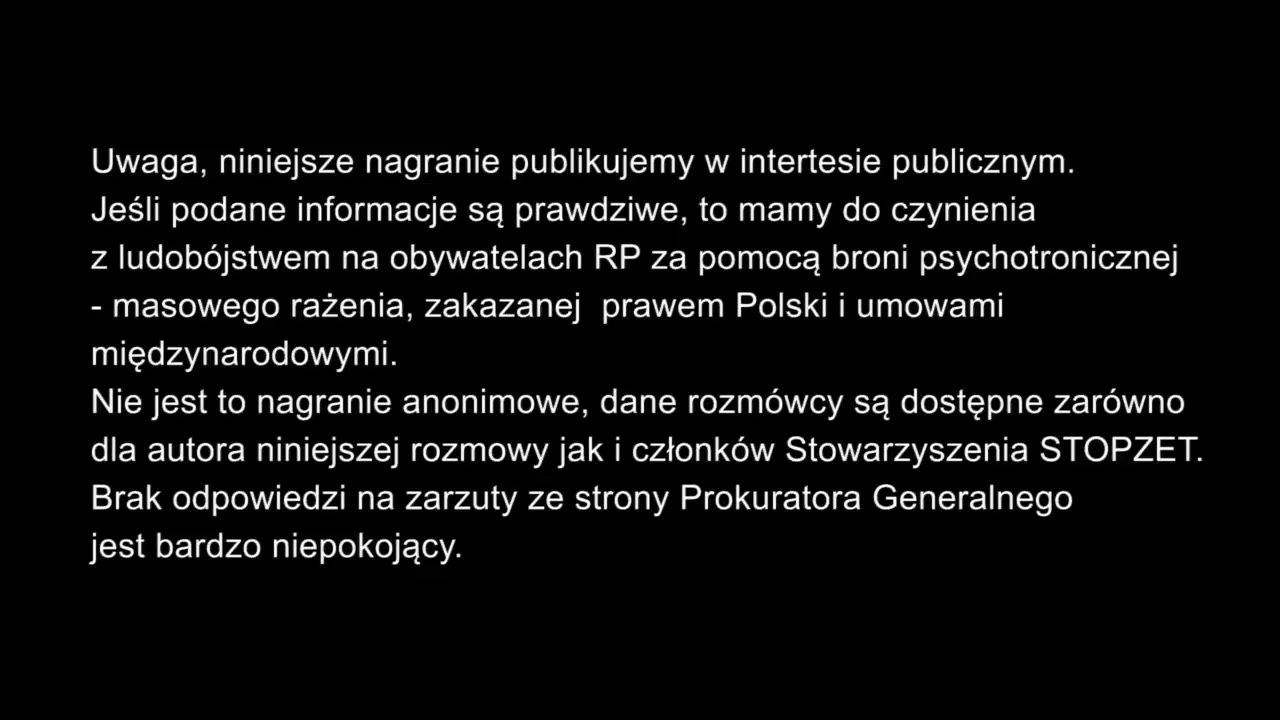 Uwaga, niniejsze nagranie publikujemy w intertesie publicznym.
Jeśli podane informacje są prawdziwe, to mamy do czynienia
z ludobójstwem na obywatelach RP za pomocą broni psychotronicznej
- masowego rażenia, zakazanej  prawem Polski i umowami
międzynarodowymi.
Nie jest to nagranie anonimowe, dane rozmówcy są dostępne zarówno
dla autora niniejszej rozmowy jak i członków Stowarzyszenia STOPZET.
Brak odpowiedzi na zarzuty ze strony Prokuratora Generalnego
jest bardzo niepokojący.